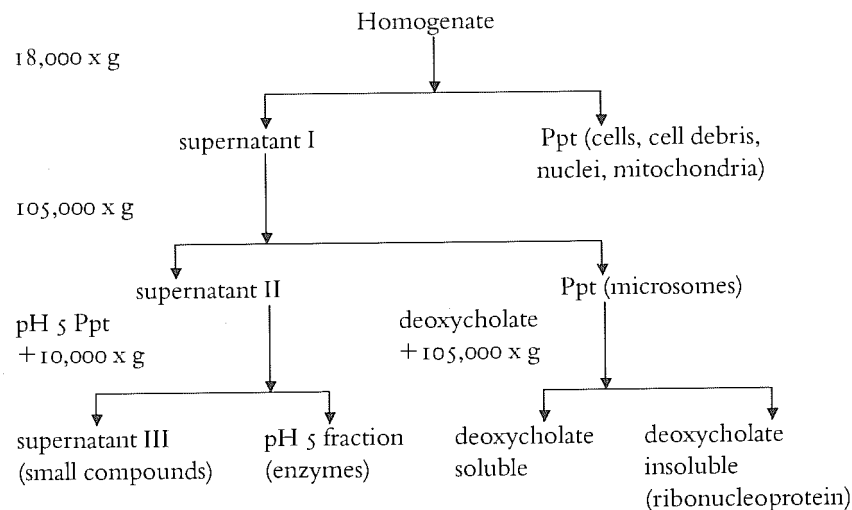 Homogenate
18,000 x g
supernatant I
Ppt (cells, cell debris,
nuclei, mitochondria)
105,000 x g
supernatant II
Ppt (microsomes)
pH 5 Ppt
+10,000 x g
deoxycholate
+105,000 x g
supernatant III
(small compounds)
pH 5 fraction
(enzymes)
deoxycholate
soluble
deoxycholate
insoluble
(ribonucleoprotein)